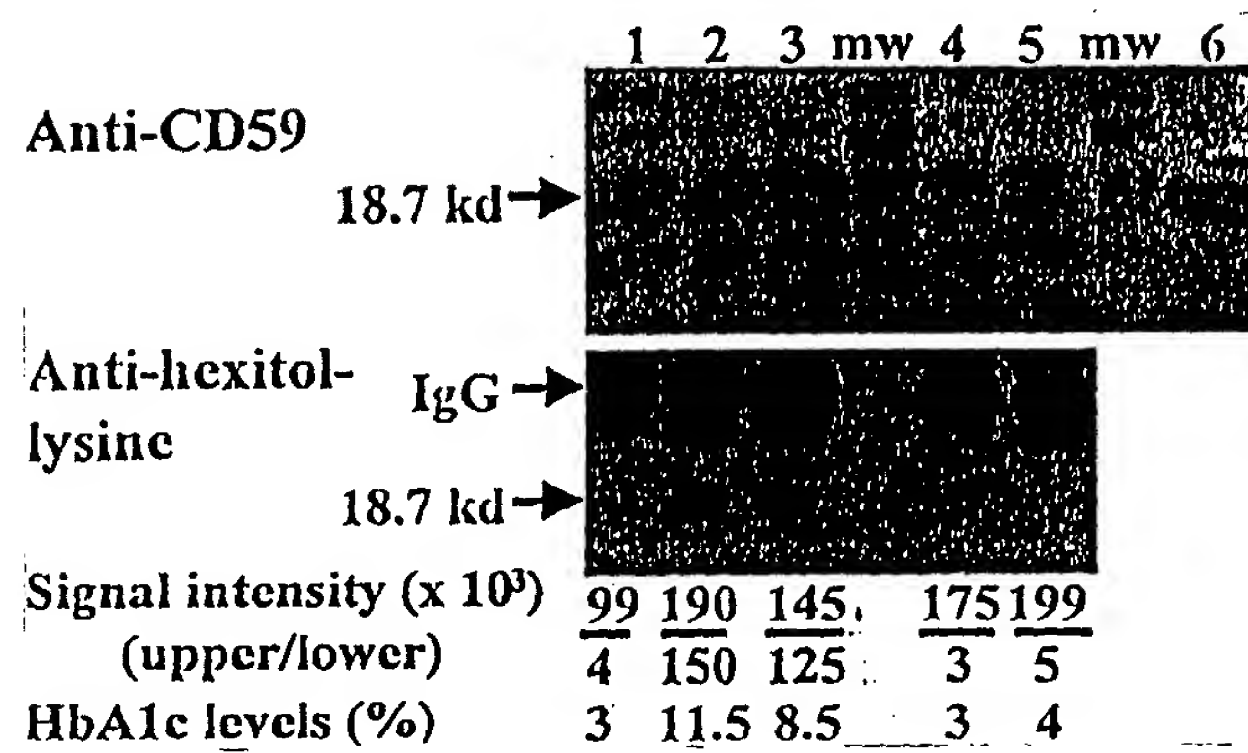 1 2 3 mw 4 5 mw 6
Anti-CD59
18.7 kd
Anti-hexitol-
lysine
IgG
18.7 kd
Signal intensity (x 10³)
(upper/lower)
99 190 145 175 199
4 150 125 3 5
HbA1c levels (%) 3 11.5 8.5 3 4